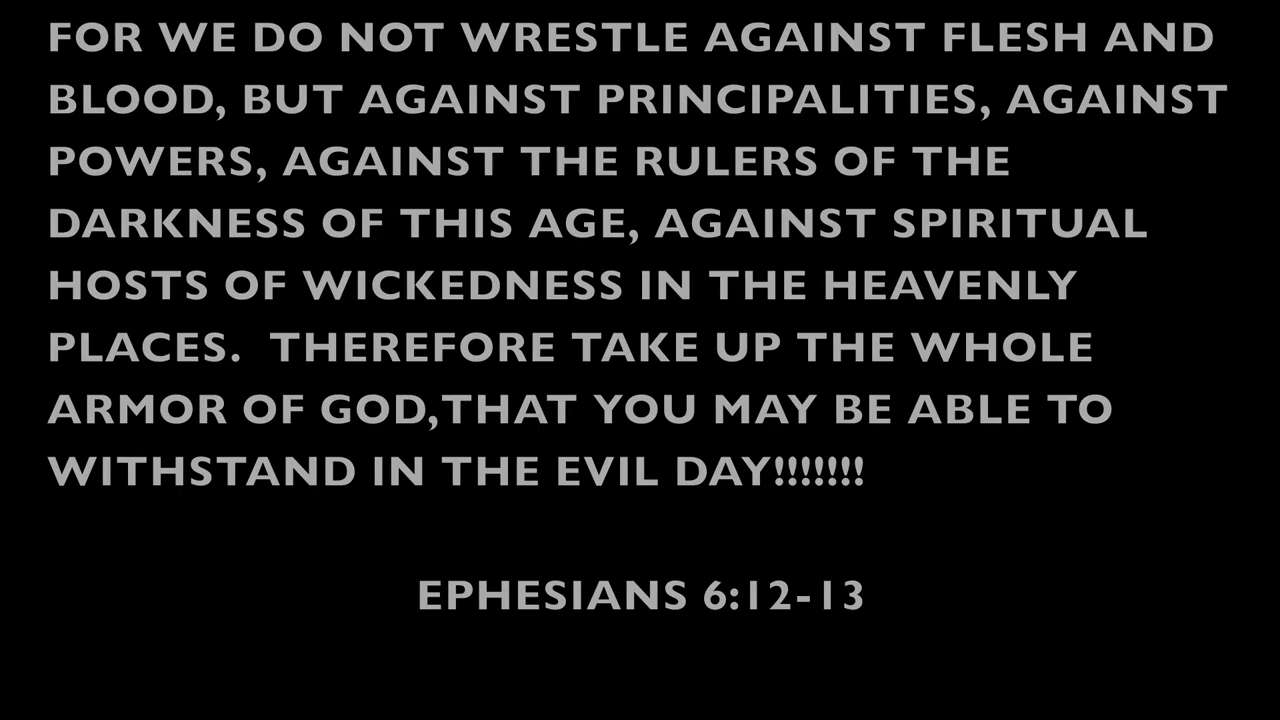 FOR WE DO NOT WRESTLE AGAINST FLESH AND
BLOOD, BUT AGAINST PRINCIPALITIES, AGAINST
POWERS, AGAINST THE RULERS OF THE
DARKNESS OF THIS AGE, AGAINST SPIRITUAL
HOSTS OF WICKEDNESS IN THE HEAVENLY
PLACES.  THEREFORE TAKE UP THE WHOLE
ARMOR OF GOD,THAT YOU MAY BE ABLE TO
WITHSTAND IN THE EVIL DAY!!!!!!!
EPHESIANS 6:12-13